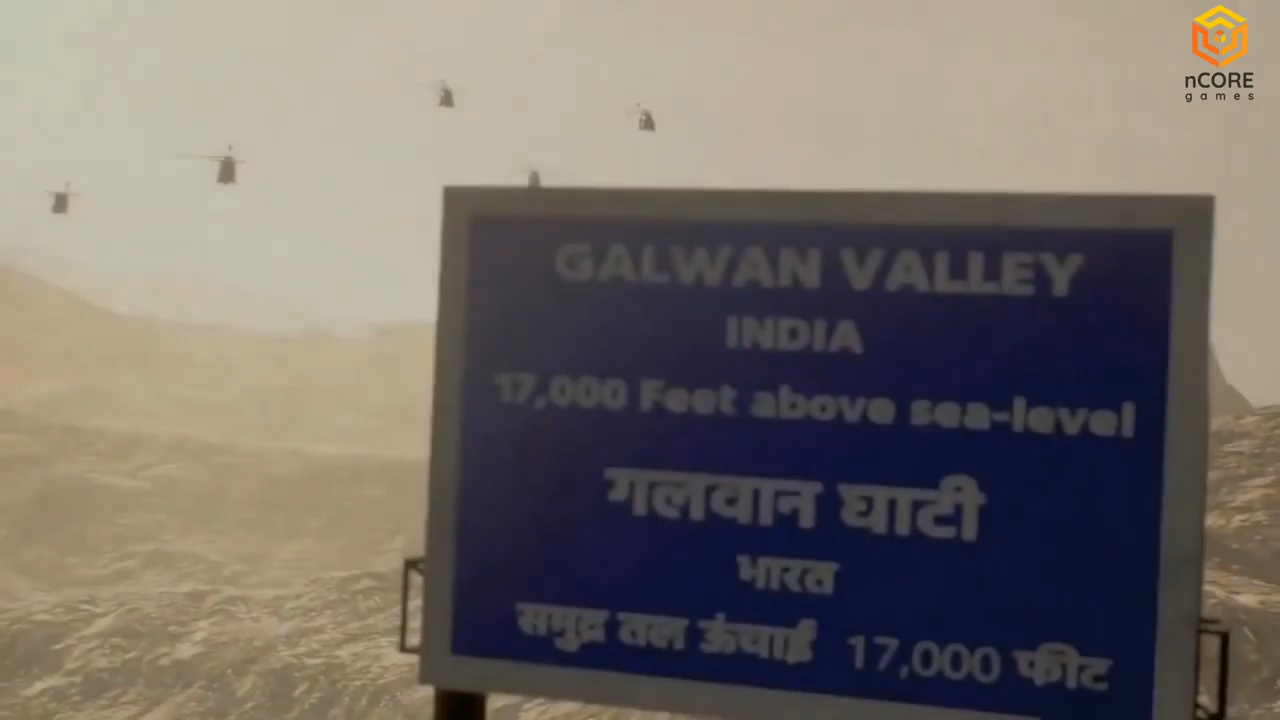 nCORE
games
GALWAN VALLEY
INDIA
17,000 Feet above sea-level
गलवान घाटी
भारत
समुद्र तल ऊंचाई 17,000 फीट